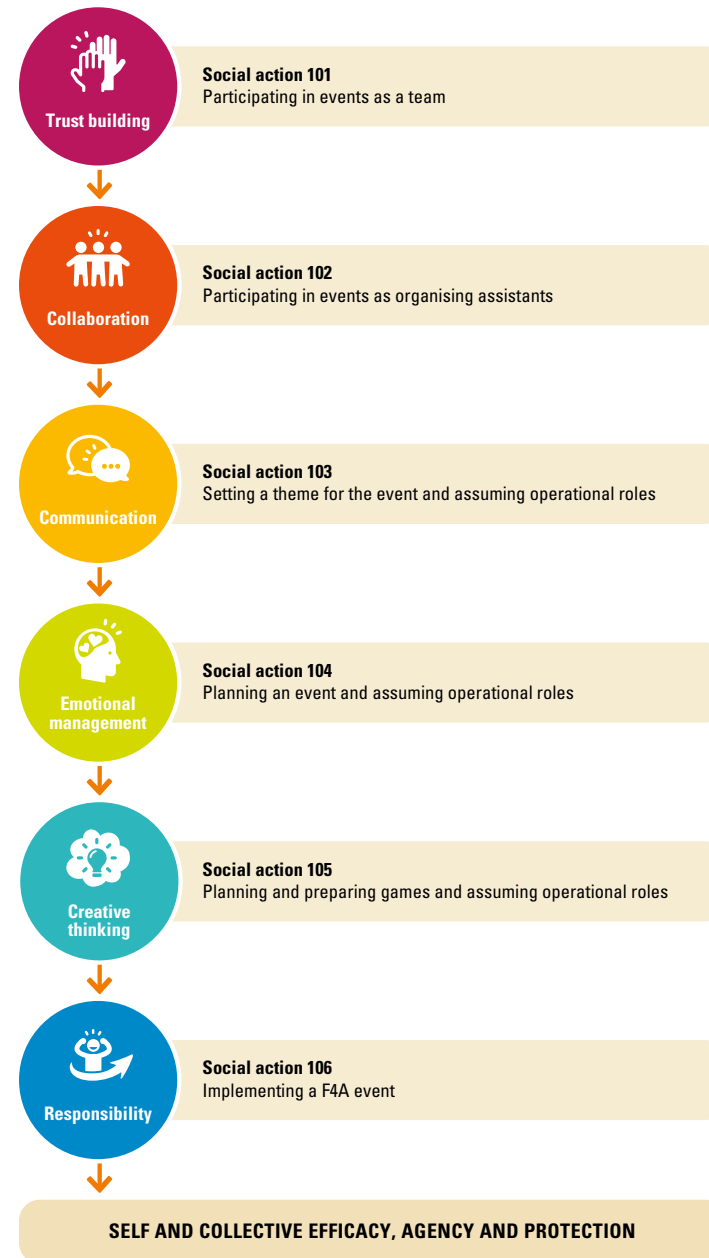 Trust building
Social action 101
Participating in events as a team
Collaboration
Social action 102
Participating in events as organising assistants
Communication
Social action 103
Setting a theme for the event and assuming operational roles
Emotional
management
Social action 104
Planning an event and assuming operational roles
Creative
thinking
Social action 105
Planning and preparing games and assuming operational roles
Responsibility
Social action 106
Implementing a F4A event
SELF AND COLLECTIVE EFFICACY, AGENCY AND PROTECTION